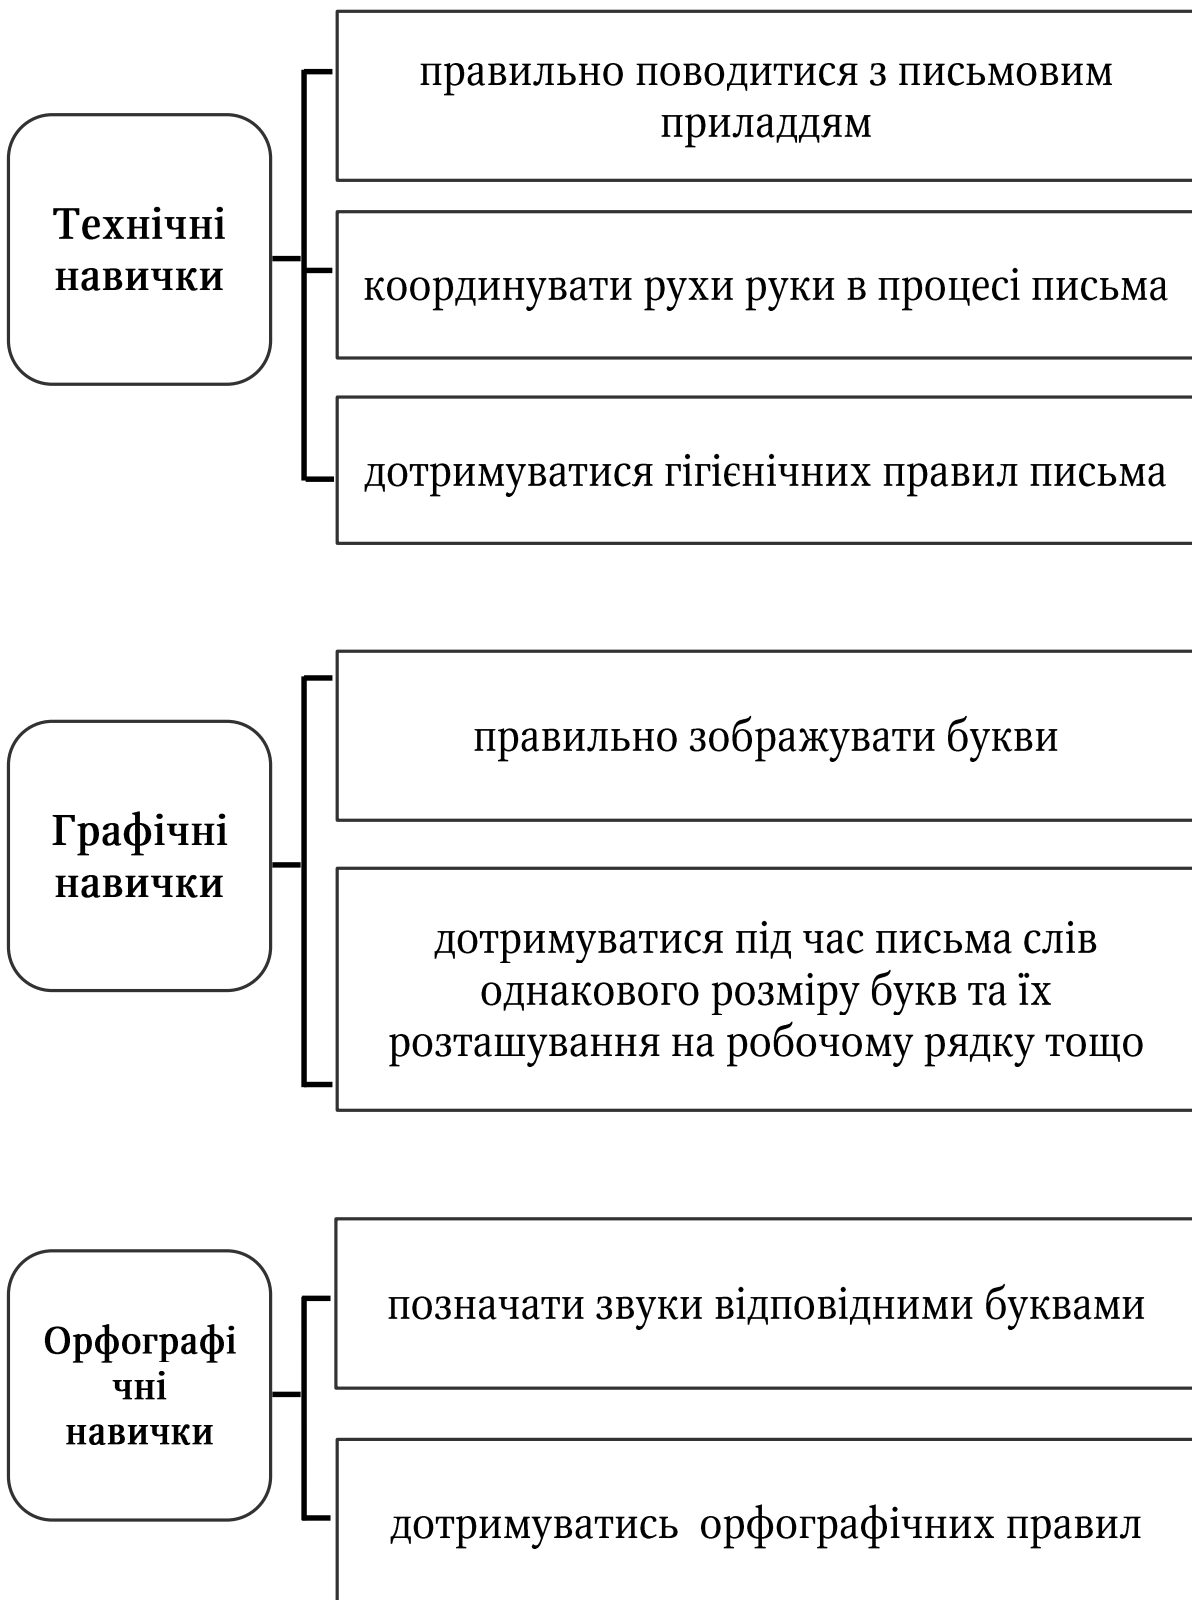 Технічні
навички
правильно поводитися з письмовим
приладдям
координувати рухи руки в процесі письма
дотримуватися гігієнічних правил письма
Графічні
навички
правильно зображувати букви
дотримуватися під час письма слів
однакового розміру букв та їх
розташування на робочому рядку тощо
Орфографі
чні
навички
позначати звуки відповідними буквами
дотримуватись орфографічних правил